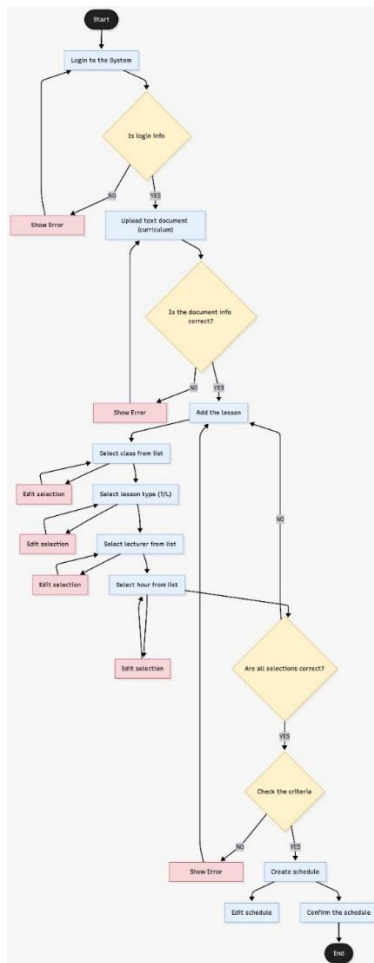 Start
Login to the System
Is login info
NO
YES
Show Error
Upload text document
(curriculum)
Is the document info
correct?
NO
YES
Show Error
Add the lesson
Select class from list
Edit selection
Select lesson type (T/L)
NO
Edit selection
Select lecturer from list
Edit selection
Select hour from list
Are all selections correct?
Edit selection
YES
Check the criteria
NO
YES
Show Error
Create schedule
Edit schedule
Confirm the schedule
End